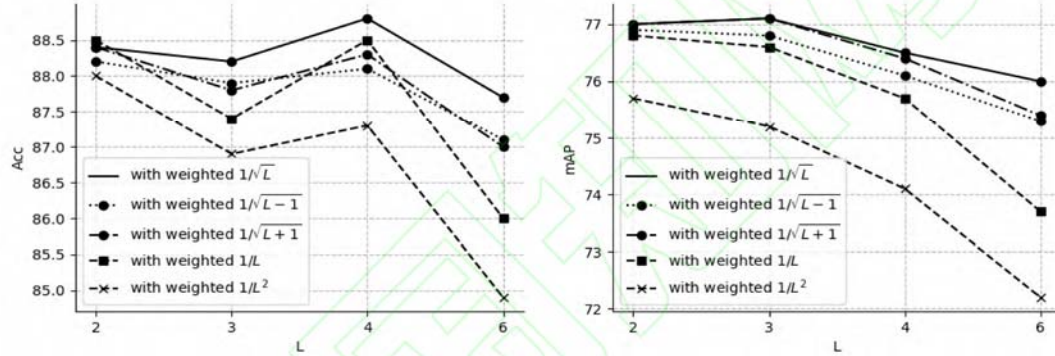 88.5
88.0
87.5
87.0
86.5
86.0
85.5
85.0
Acc
with weighted 1/√L
with weighted 1/√L − 1
with weighted 1/√L + 1
with weighted 1/L
with weighted 1/L²
2 3 4 6
L
77
76
75
74
73
72
mAP
with weighted 1/√L
with weighted 1/√L − 1
with weighted 1/√L + 1
with weighted 1/L
with weighted 1/L²
2 3 4 6
L